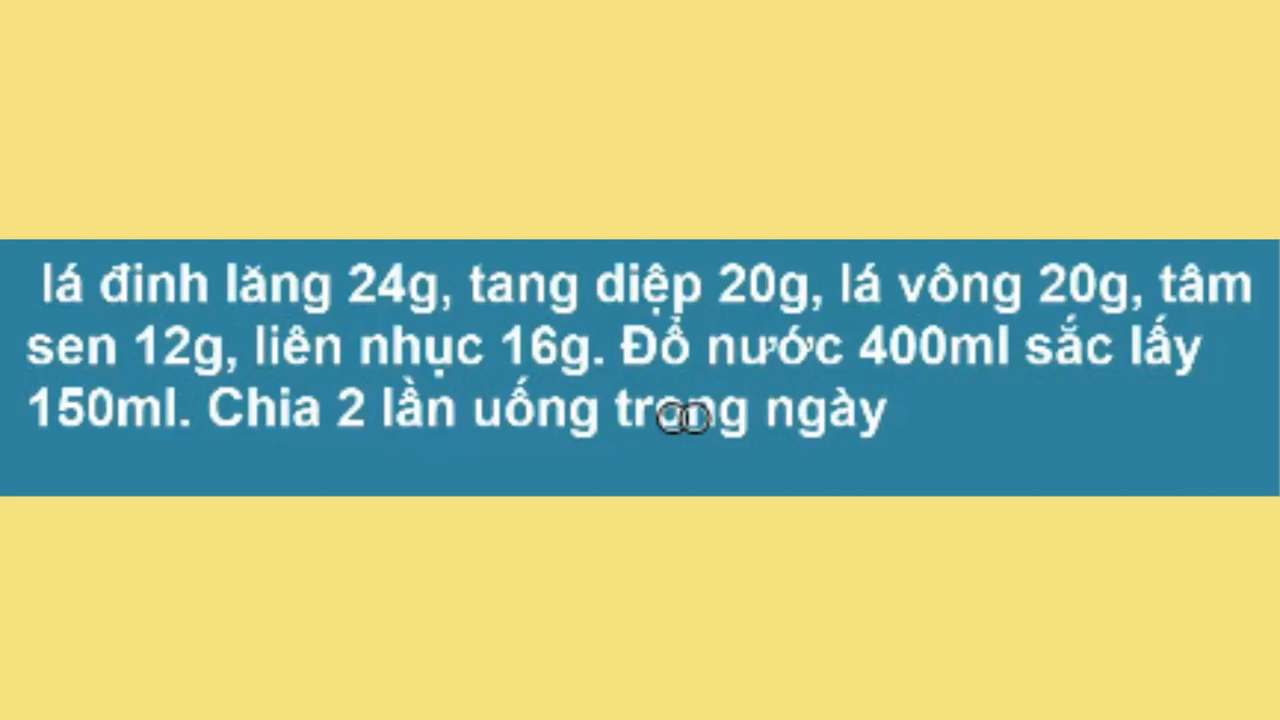 lá đinh lăng 24g, tang diệp 20g, lá vông 20g, tâm
sen 12g, liên nhục 16g. Đổ nước 400ml sắc lấy
150ml. Chia 2 lần uống trong ngày